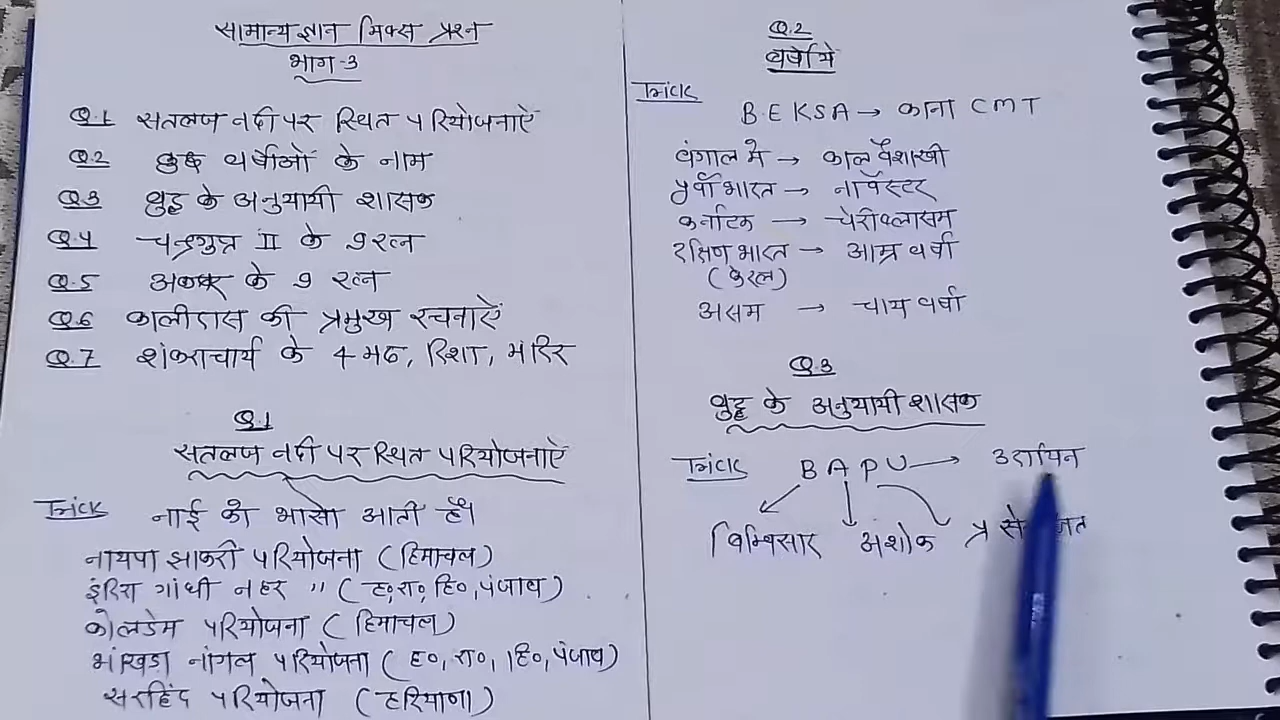 सामान्य ज्ञान मिक्स प्रश्न
भाग-3
Q.1 सतलज नदी पर स्थित परियोजनाऐं
Q.2 कुछ वर्षाओं के नाम
Q.3 बुद्ध के अनुयायी शासक
Q.4 चन्द्रगुप्त II के 9 रत्न
Q.5 अकबर के 9 रत्न
Q.6 कालीदास की प्रमुख रचनाऐं
Q.7 शंकराचार्य के 4 मठ, दिशा, मंदिर
Q.1
सतलज नदी पर स्थित परियोजनाऐं
Trick नाई को भासो आती है।
नायपा झाकरी परियोजना (हिमाचल)
इंदिरा गांधी नहर " (ह०, रा०, हि०, पंजाब)
कोलडेम परियोजना (हिमाचल)
भांखडा नांगल परियोजना (ह०, रा०, हि०, पंजाब)
सरहिंद परियोजना (हरियाणा)
Q.2
वर्षाये
Trick
B.E KSA → काना CMT
बंगाल मे → काल वैशाखी
पूर्वी भारत → नार्वेस्टर
कर्नाटक → चेरीब्लासम
दक्षिण भारत → आम्र वर्षा
(केरल)
असम → चाय वर्षा
Q.3
बुद्ध के अनुयायी शासक
Trick B A P U → उदायिन
बिम्बिसार अशोक